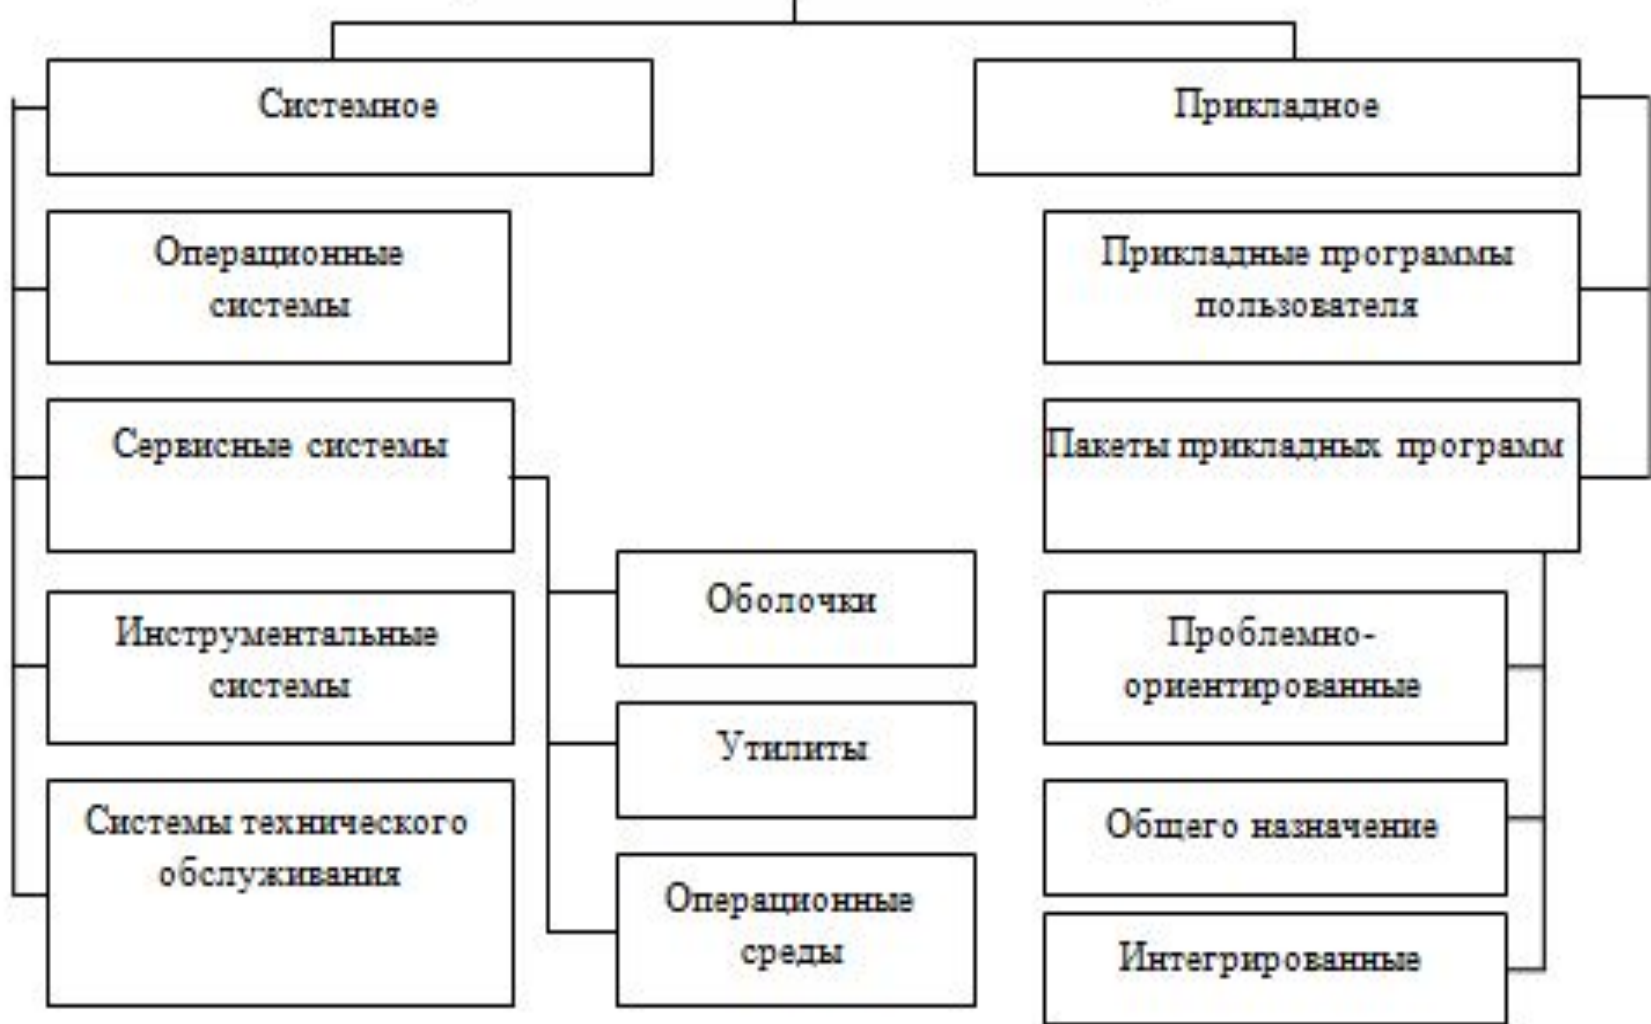 Системное
Прикладное
Операционные
системы
Прикладные программы
пользователя
Сервисные системы
Пакеты прикладных программ
Оболочки
Инструментальные
системы
Проблемно-
ориентированные
Утилиты
Системы технического
обслуживания
Общего назначение
Операционные
среды
Интегрированные